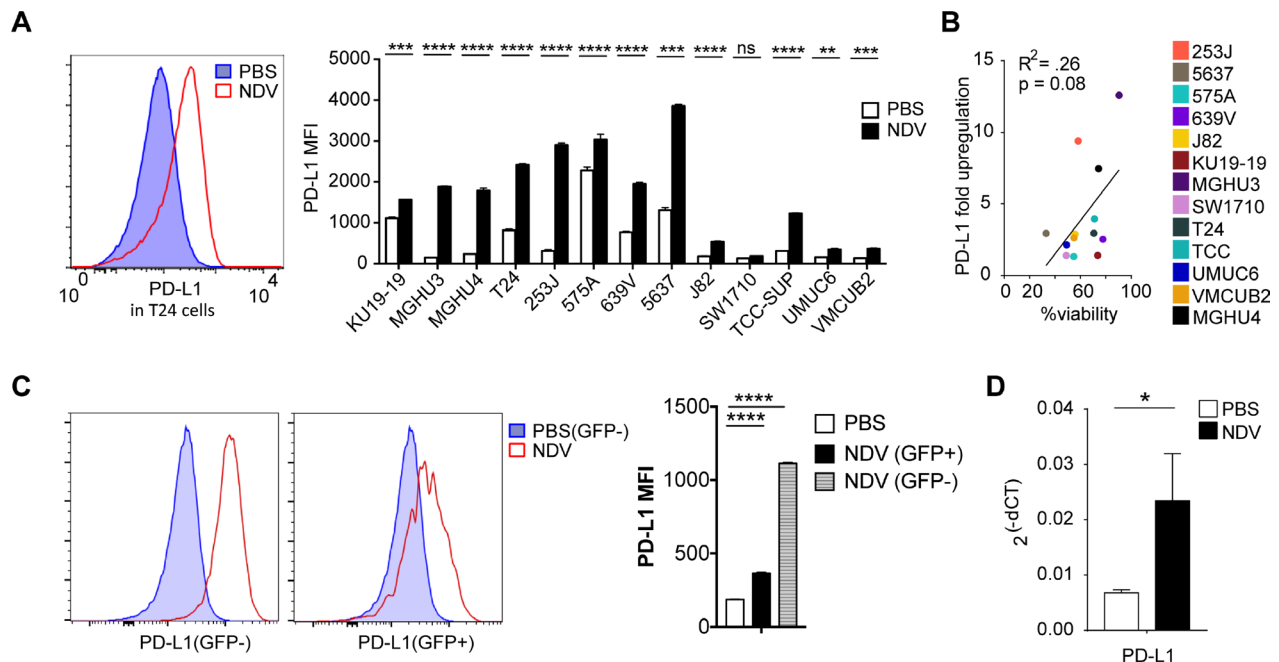 A
PBS
NDV
10^0
10^4
PD-L1
in T24 cells
*** **** **** **** **** **** **** *** **** ns **** ** ***
PD-L1 MFI
5000
4000
3000
2000
1000
0
PBS
NDV
KU19-19
MGHU3
MGHU4
T24
253J
575A
639V
5637
J82
SW1710
TCC-SUP
UMUC6
VMCUB2
B
R2= .26
p = 0.08
PD-L1 fold upregulation
15
10
5
0
0 20 40 60 80 100
%viability
253J
5637
575A
639V
J82
KU19-19
MGHU3
SW1710
T24
TCC
UMUC6
VMCUB2
MGHU4
C
PBS(GFP-)
NDV
PD-L1(GFP-)
PD-L1(GFP+)
PD-L1 MFI
1500
1000
500
0
****
****
PBS
NDV (GFP+)
NDV (GFP-)
D
2(-dCT)
0.04
0.03
0.02
0.01
0.00
*
PBS
NDV
PD-L1